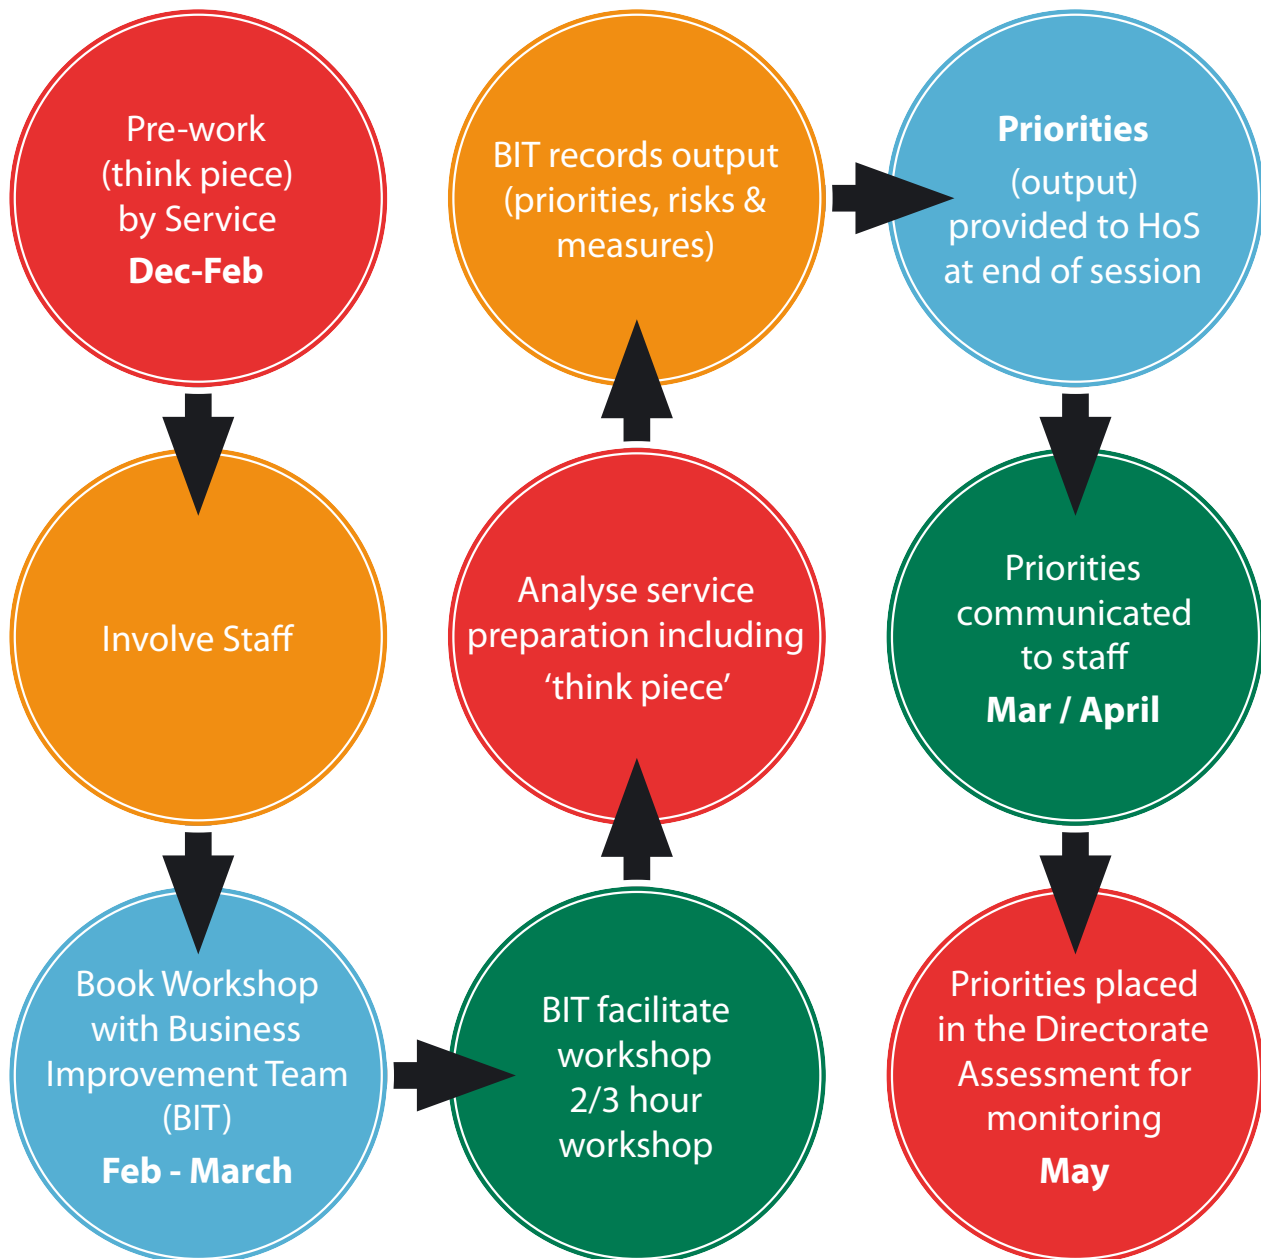 Pre-work
(think piece)
by Service
Dec-Feb
Involve Staff
Book Workshop
with Business
Improvement Team
(BIT)
Feb - March
BIT facilitate
workshop
2/3 hour
workshop
Analyse service
preparation including
‘think piece’
BIT records output
(priorities, risks &
measures)
Priorities
(output)
provided to HoS
at end of session
Priorities
communicated
to staff
Mar / April
Priorities placed
in the Directorate
Assessment for
monitoring
May